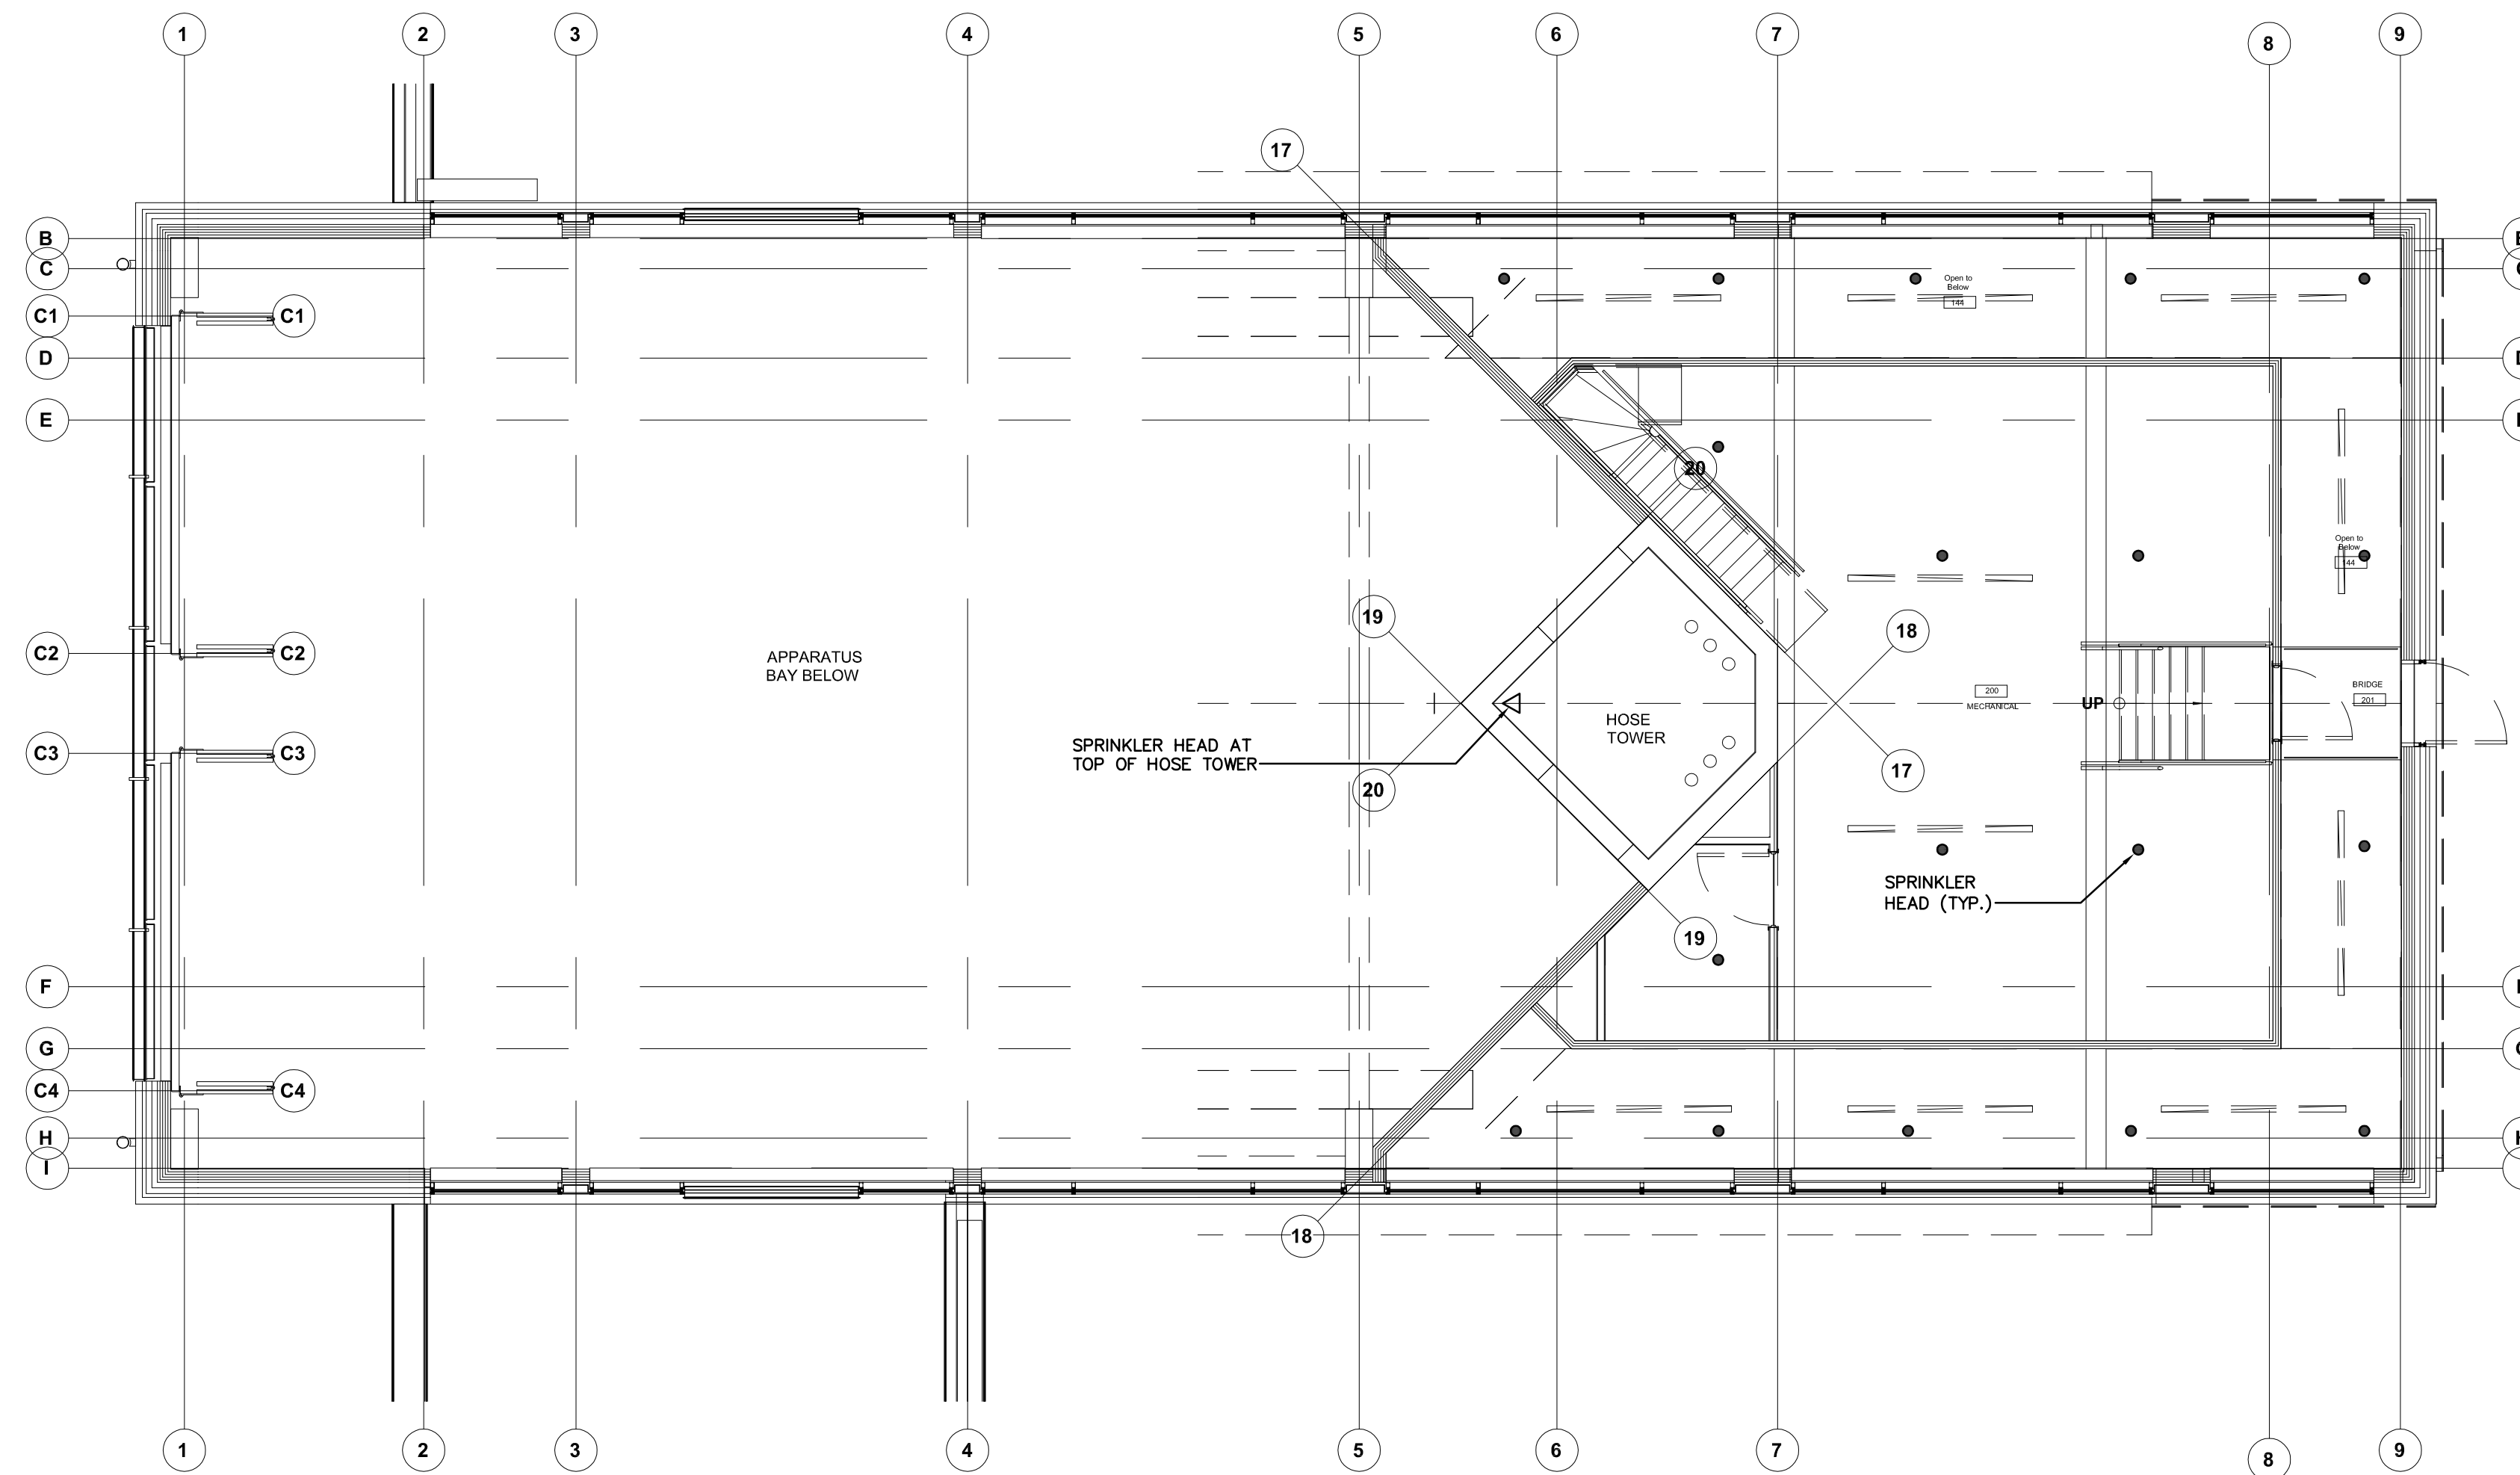 1 2 3 4 5 6 7 8 9
17
B
C
C1 C1
D
E
20
Open to
Below
144
Open to
Below
144
19
18
C2 C2
APPARATUS
BAY BELOW
200
MECHANICAL
UP
BRIDGE
201
HOSE
TOWER
SPRINKLER HEAD AT
TOP OF HOSE TOWER
C3 C3
20
17
SPRINKLER
HEAD (TYP.)
19
F
G
C4 C4
H
I
18
1 2 3 4 5 6 7 8 9